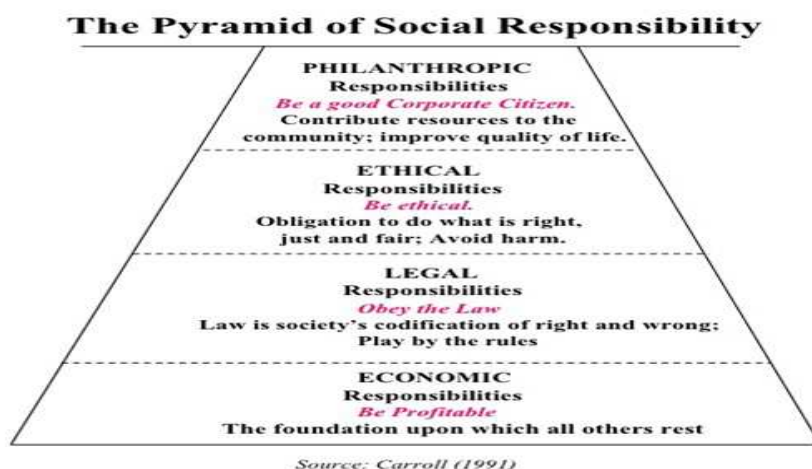 The Pyramid of Social Responsibility
PHILANTHROPIC
Responsibilities
Be a good Corporate Citizen.
Contribute resources to the
community; improve quality of life.
ETHICAL
Responsibilities
Be ethical.
Obligation to do what is right,
just and fair; Avoid harm.
LEGAL
Responsibilities
Obey the Law
Law is society's codification of right and wrong;
Play by the rules
ECONOMIC
Responsibilities
Be Profitable
The foundation upon which all others rest
Source: Carroll (1991)